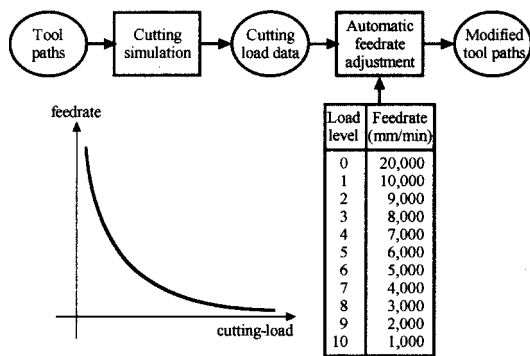 Tool
paths
Cutting
simulation
Cutting
load data
Automatic
feedrate
adjustment
Modified
tool paths
feedrate
cutting-load
Load level Feedrate (mm/min)
0 20,000
1 10,000
2 9,000
3 8,000
4 7,000
5 6,000
6 5,000
7 4,000
8 3,000
9 2,000
10 1,000